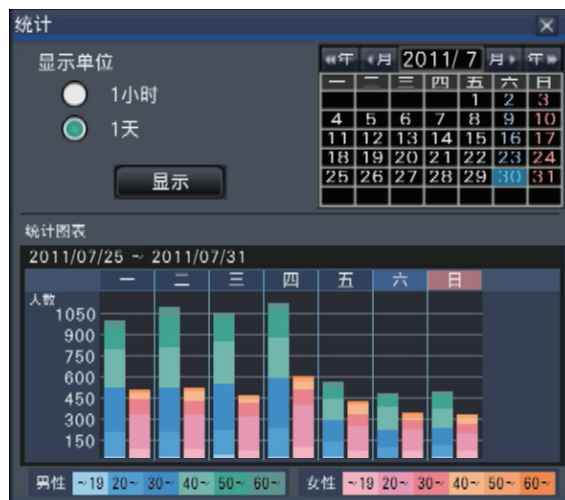 统计
显示单位
1小时
1天
显示
年 月 2011/ 7 月 年
一 二 三 四 五 六 日
1 2 3
4 5 6 7 8 9 10
11 12 13 14 15 16 17
18 19 20 21 22 23 24
25 26 27 28 29 30 31
统计图表
2011/07/25 ~ 2011/07/31
一 二 三 四 五 六 日
人数
1050
900
750
600
450
300
150
男性 ~19 20~ 30~ 40~ 50~ 60~ 女性 ~19 20~ 30~ 40~ 50~ 60~